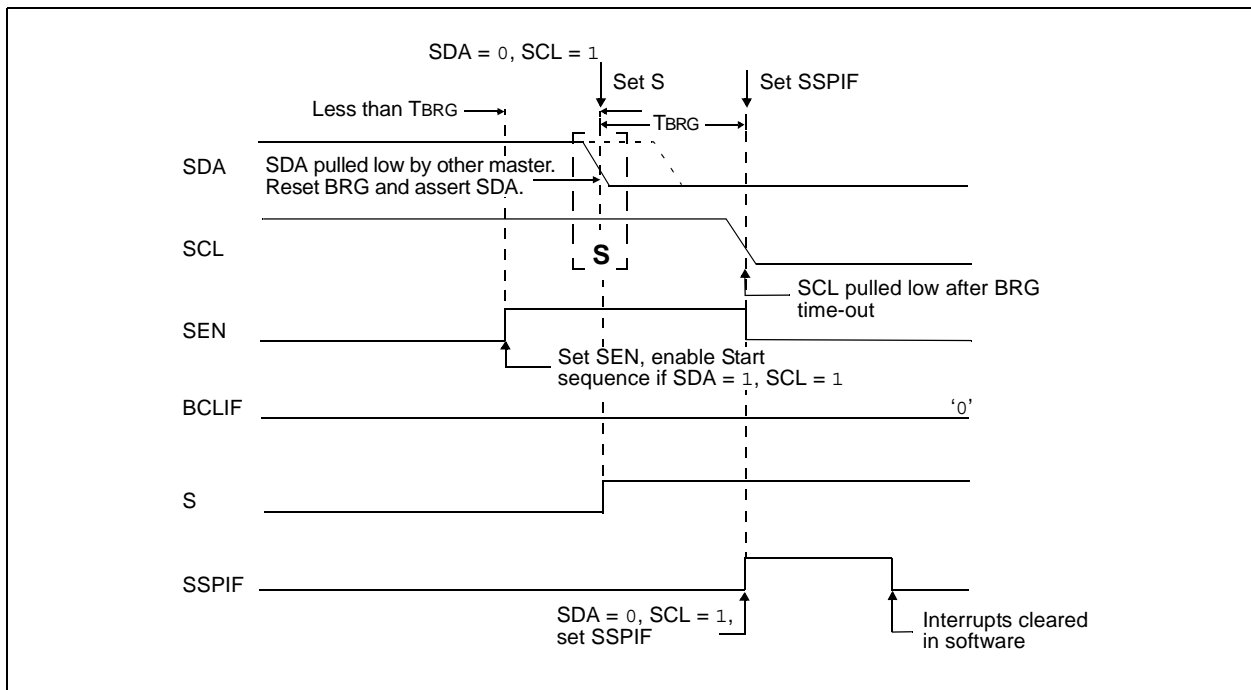 SDA = 0, SCL = 1
Set S
Set SSPIF
Less than TBRG
TBRG
SDA
SDA pulled low by other master.
Reset BRG and assert SDA.
SCL
S
SCL pulled low after BRG
time-out
SEN
Set SEN, enable Start
sequence if SDA = 1, SCL = 1
BCLIF
‘0’
S
SSPIF
SDA = 0, SCL = 1,
set SSPIF
Interrupts cleared
in software